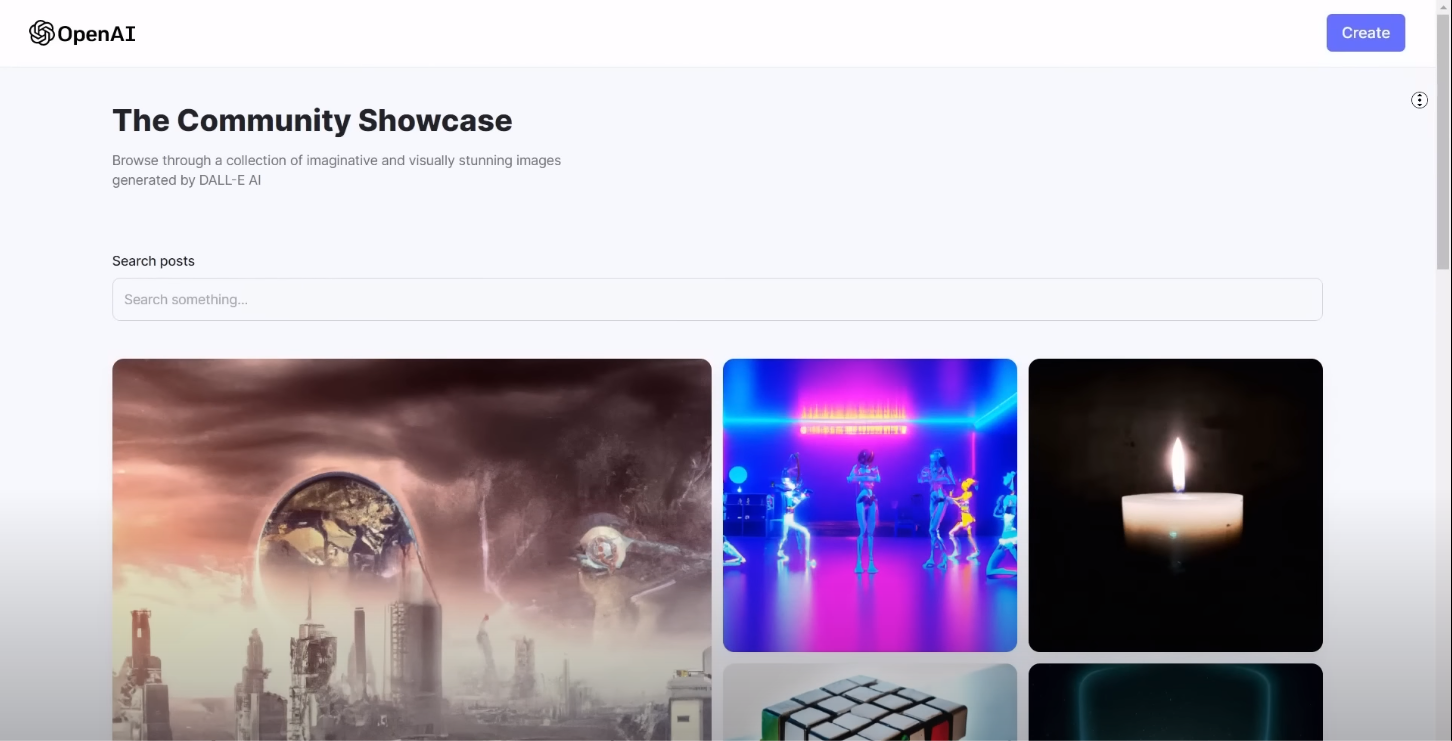 OpenAI
Create
The Community Showcase
Browse through a collection of imaginative and visually stunning images
generated by DALL-E AI
Search posts
Search something...